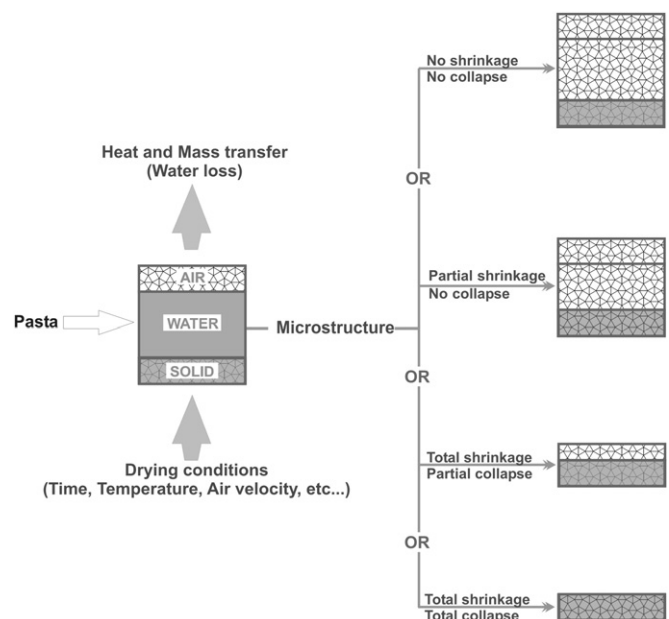 Heat and Mass transfer
(Water loss)
AIR
Pasta
WATER
SOLID
Drying conditions
(Time, Temperature, Air velocity, etc...)
Microstructure
No shrinkage
No collapse
OR
Partial shrinkage
No collapse
OR
Total shrinkage
Partial collapse
OR
Total shrinkage
Total collapse